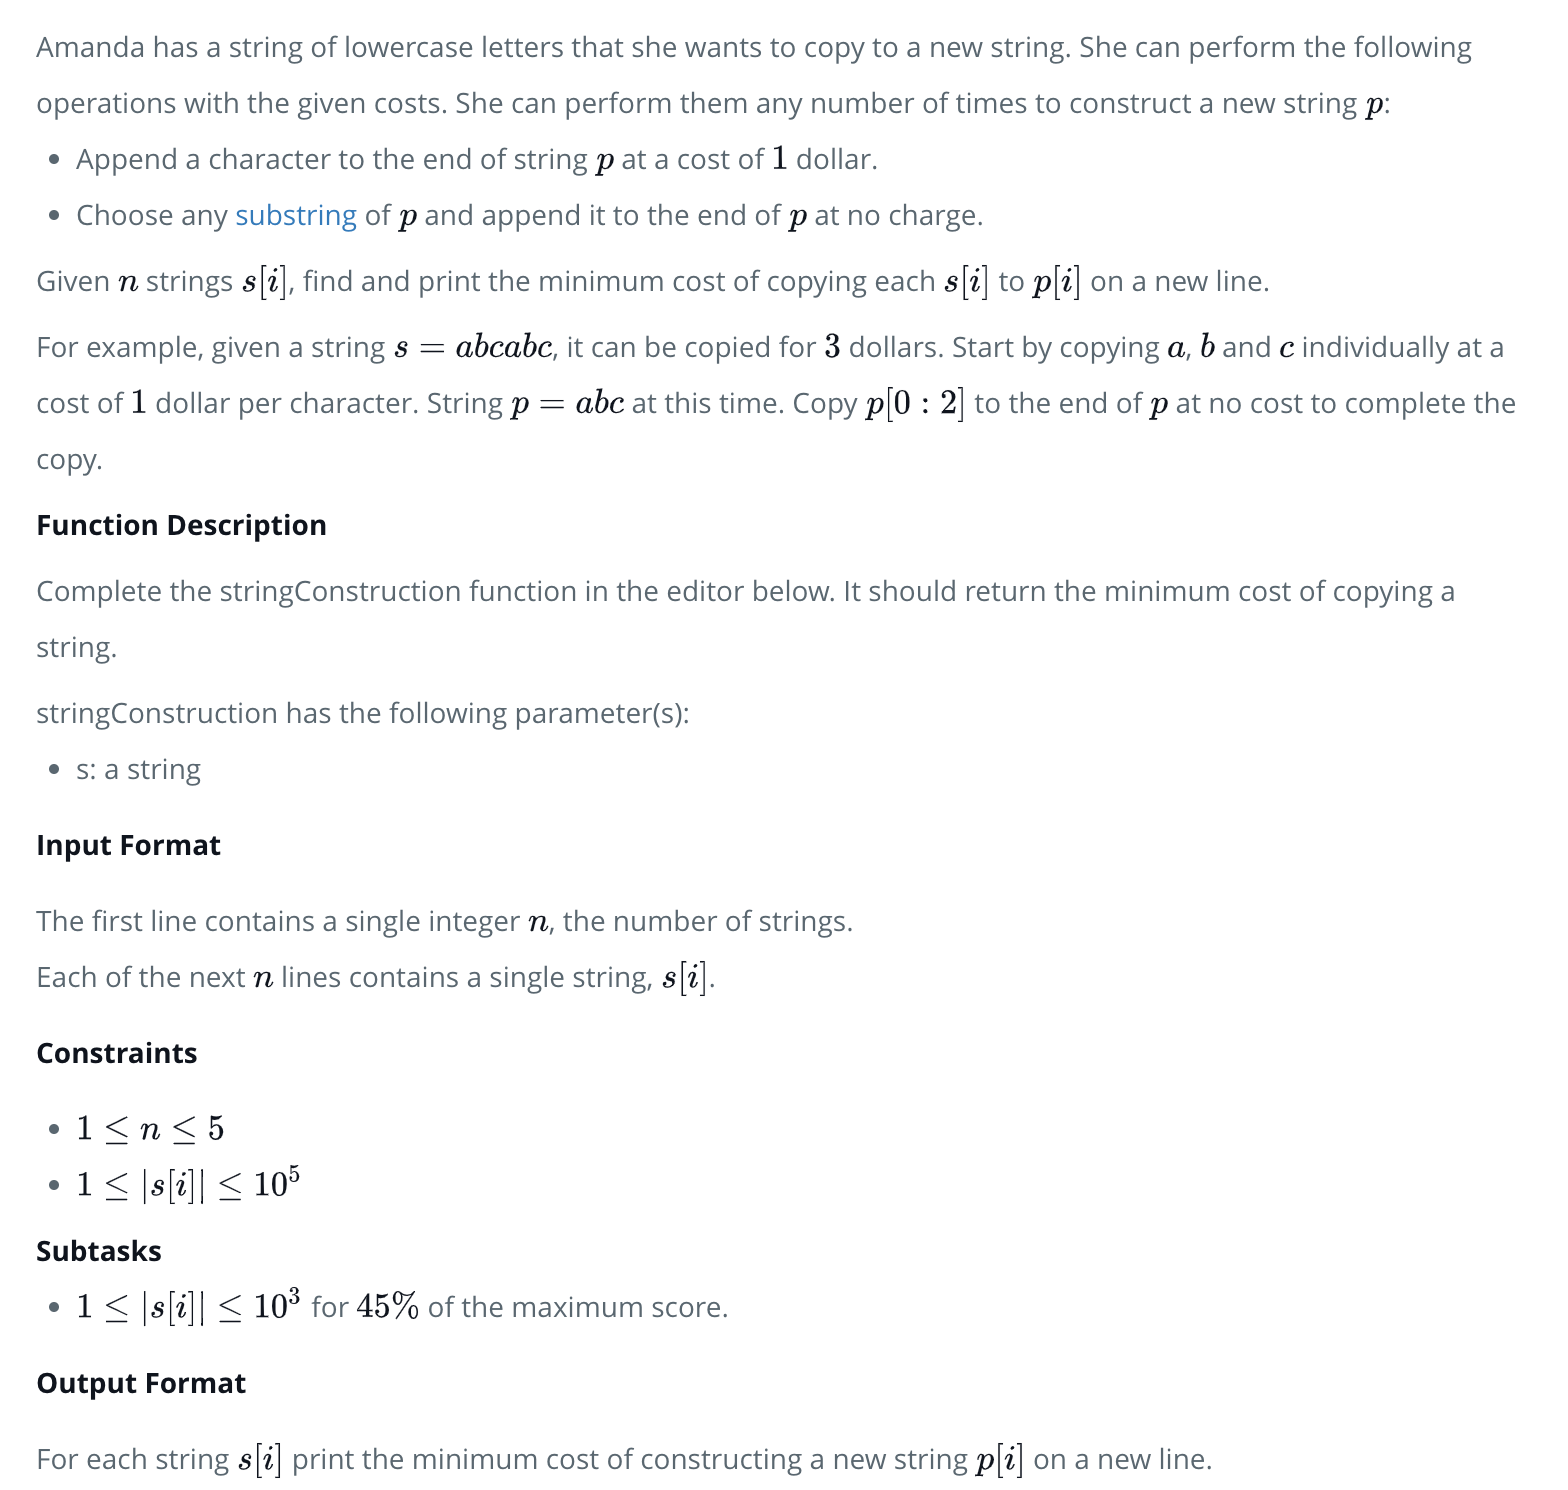 Amanda has a string of lowercase letters that she wants to copy to a new string. She can perform the following
operations with the given costs. She can perform them any number of times to construct a new string p:
• Append a character to the end of string p at a cost of 1 dollar.
• Choose any substring of p and append it to the end of p at no charge.
Given n strings s[i], find and print the minimum cost of copying each s[i] to p[i] on a new line.
For example, given a string s = abcabc, it can be copied for 3 dollars. Start by copying a, b and c individually at a
cost of 1 dollar per character. String p = abc at this time. Copy p[0 : 2] to the end of p at no cost to complete the
copy.
Function Description
Complete the stringConstruction function in the editor below. It should return the minimum cost of copying a
string.
stringConstruction has the following parameter(s):
• s: a string
Input Format
The first line contains a single integer n, the number of strings.
Each of the next n lines contains a single string, s[i].
Constraints
• 1 ≤ n ≤ 5
• 1 ≤ |s[i]| ≤ 10⁵
Subtasks
• 1 ≤ |s[i]| ≤ 10³ for 45% of the maximum score.
Output Format
For each string s[i] print the minimum cost of constructing a new string p[i] on a new line.